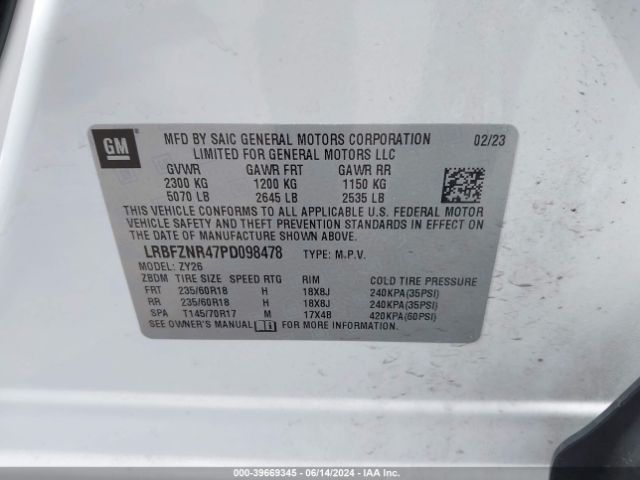 GM
MFD BY SAIC GENERAL MOTORS CORPORATION 02/23
LIMITED FOR GENERAL MOTORS LLC
GVWR GAWR FRT GAWR RR
2300 KG 1200 KG 1150 KG
5070 LB 2645 LB 2535 LB
THIS VEHICLE CONFORMS TO ALL APPLICABLE U.S. FEDERAL MOTOR
VEHICLE SAFETY AND THEFT PREVENTION STANDARDS IN EFFECT ON
THE DATE OF MANUFACTURE SHOWN ABOVE.
LRBFZNR47PD098478 TYPE: M.P.V.
MODEL: ZY26
ZBDM TIRE SIZE SPEED RTG RIM COLD TIRE PRESSURE
FRT 235/60R18 H 18X8J 240KPA(35PSI)
RR 235/60R18 H 18X8J 240KPA(35PSI)
SPA T145/70R17 M 17X4B 420KPA(60PSI)
SEE OWNER'S MANUAL FOR MORE INFORMATION.
000-39669345 - 06/14/2024 - IAA Inc.